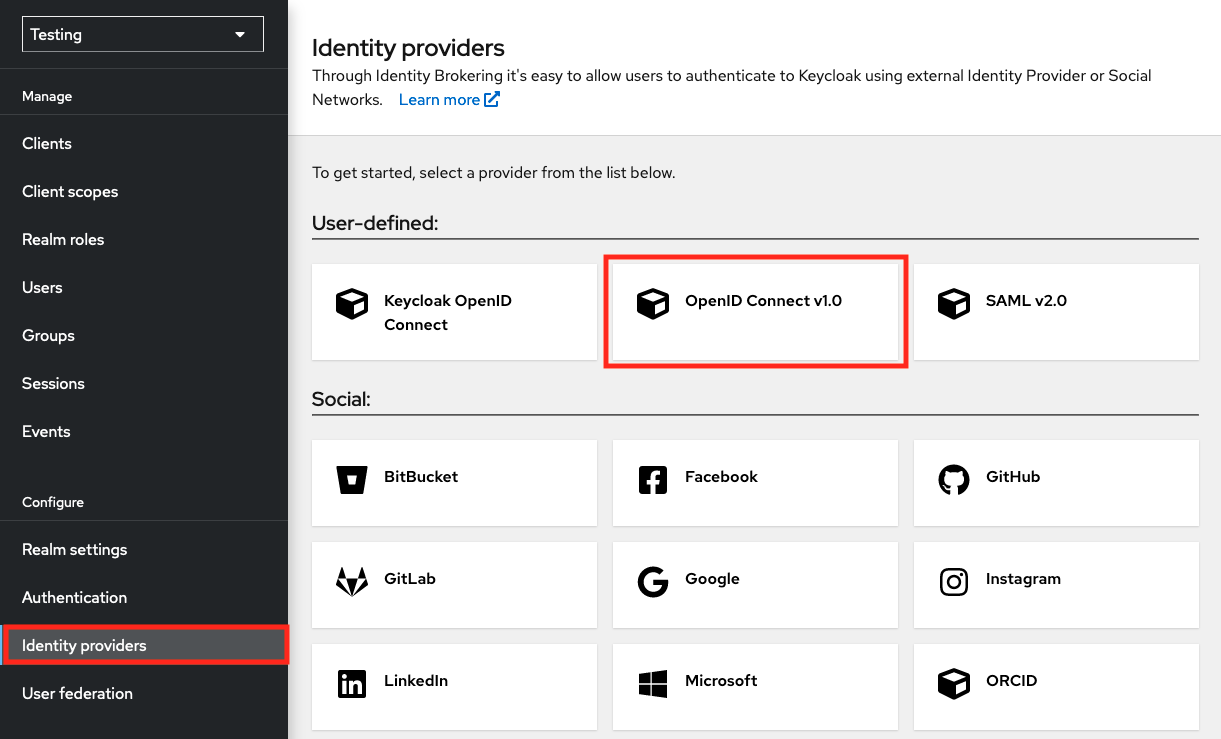 Testing
Manage
Clients
Client scopes
Realm roles
Users
Groups
Sessions
Events
Configure
Realm settings
Authentication
Identity providers
User federation
Identity providers
Through Identity Brokering it's easy to allow users to authenticate to Keycloak using external Identity Provider or Social
Networks. Learn more
To get started, select a provider from the list below.
User-defined:
Keycloak OpenID
Connect
OpenID Connect v1.0
SAML v2.0
Social:
BitBucket
Facebook
GitHub
GitLab
Google
Instagram
LinkedIn
Microsoft
ORCID